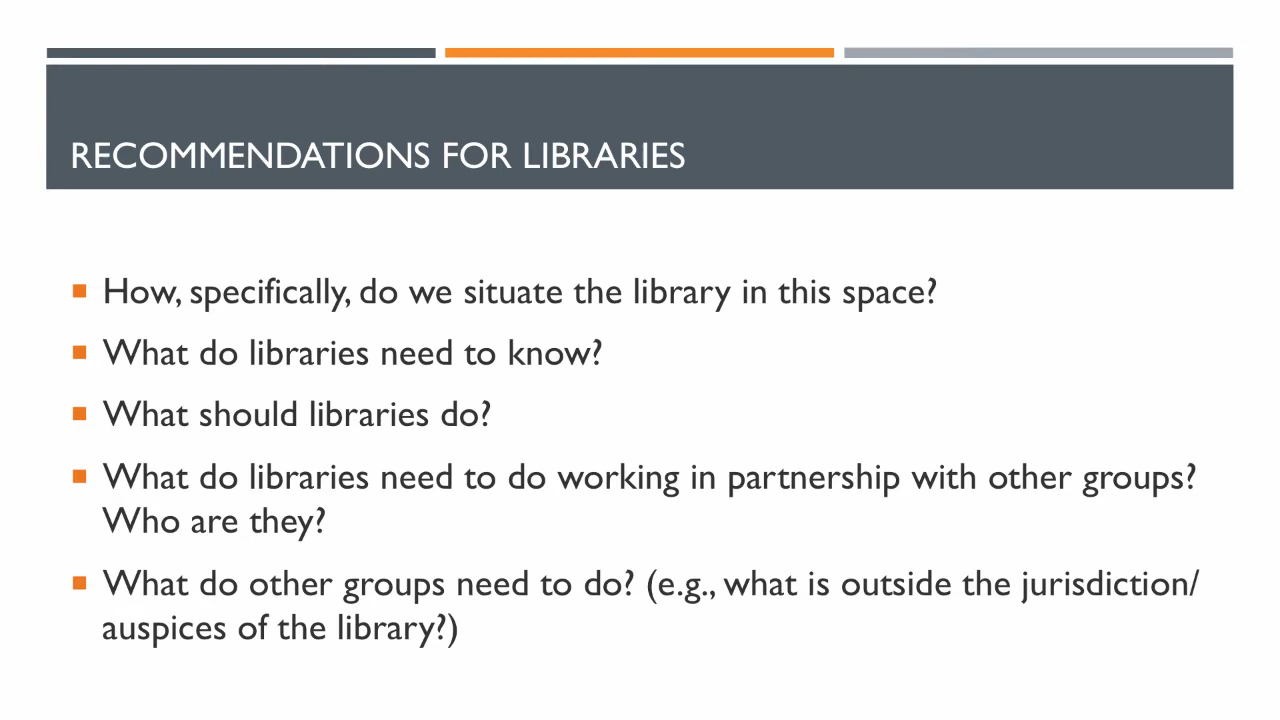 RECOMMENDATIONS FOR LIBRARIES
How, specifically, do we situate the library in this space?
What do libraries need to know?
What should libraries do?
What do libraries need to do working in partnership with other groups?
Who are they?
What do other groups need to do? (e.g., what is outside the jurisdiction/
auspices of the library?)